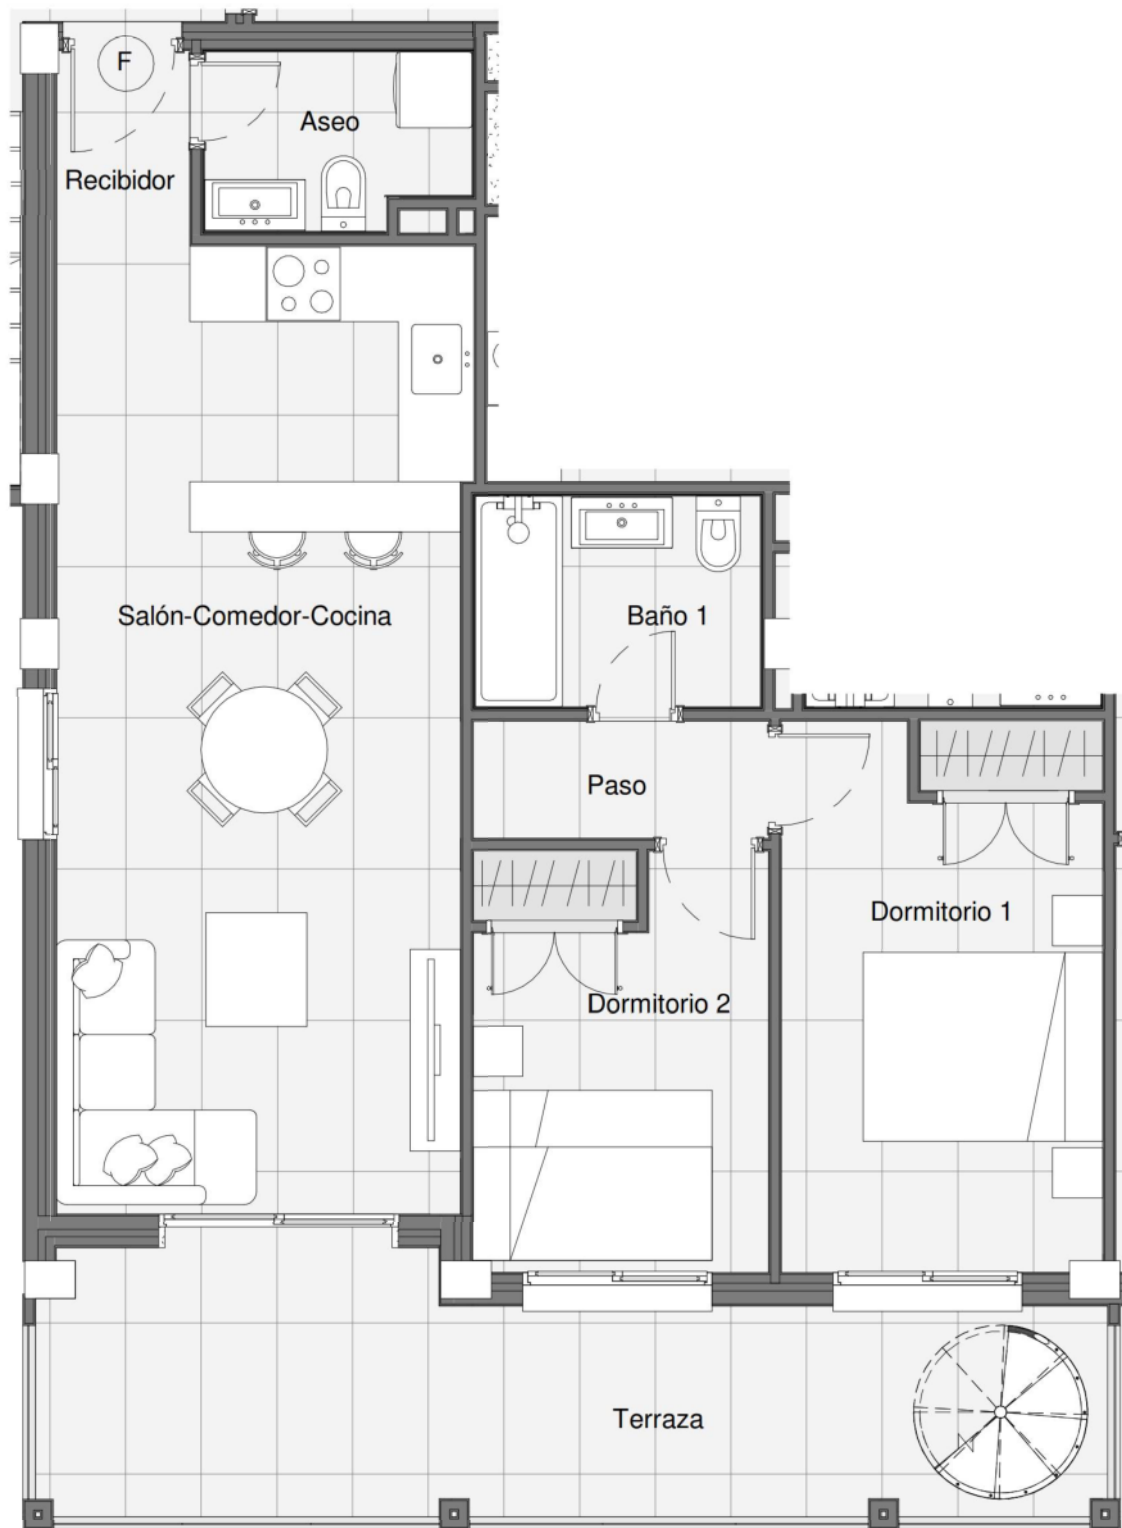 F
Aseo
Recibidor
Salón-Comedor-Cocina
Baño 1
Paso
Dormitorio 1
Dormitorio 2
Terraza